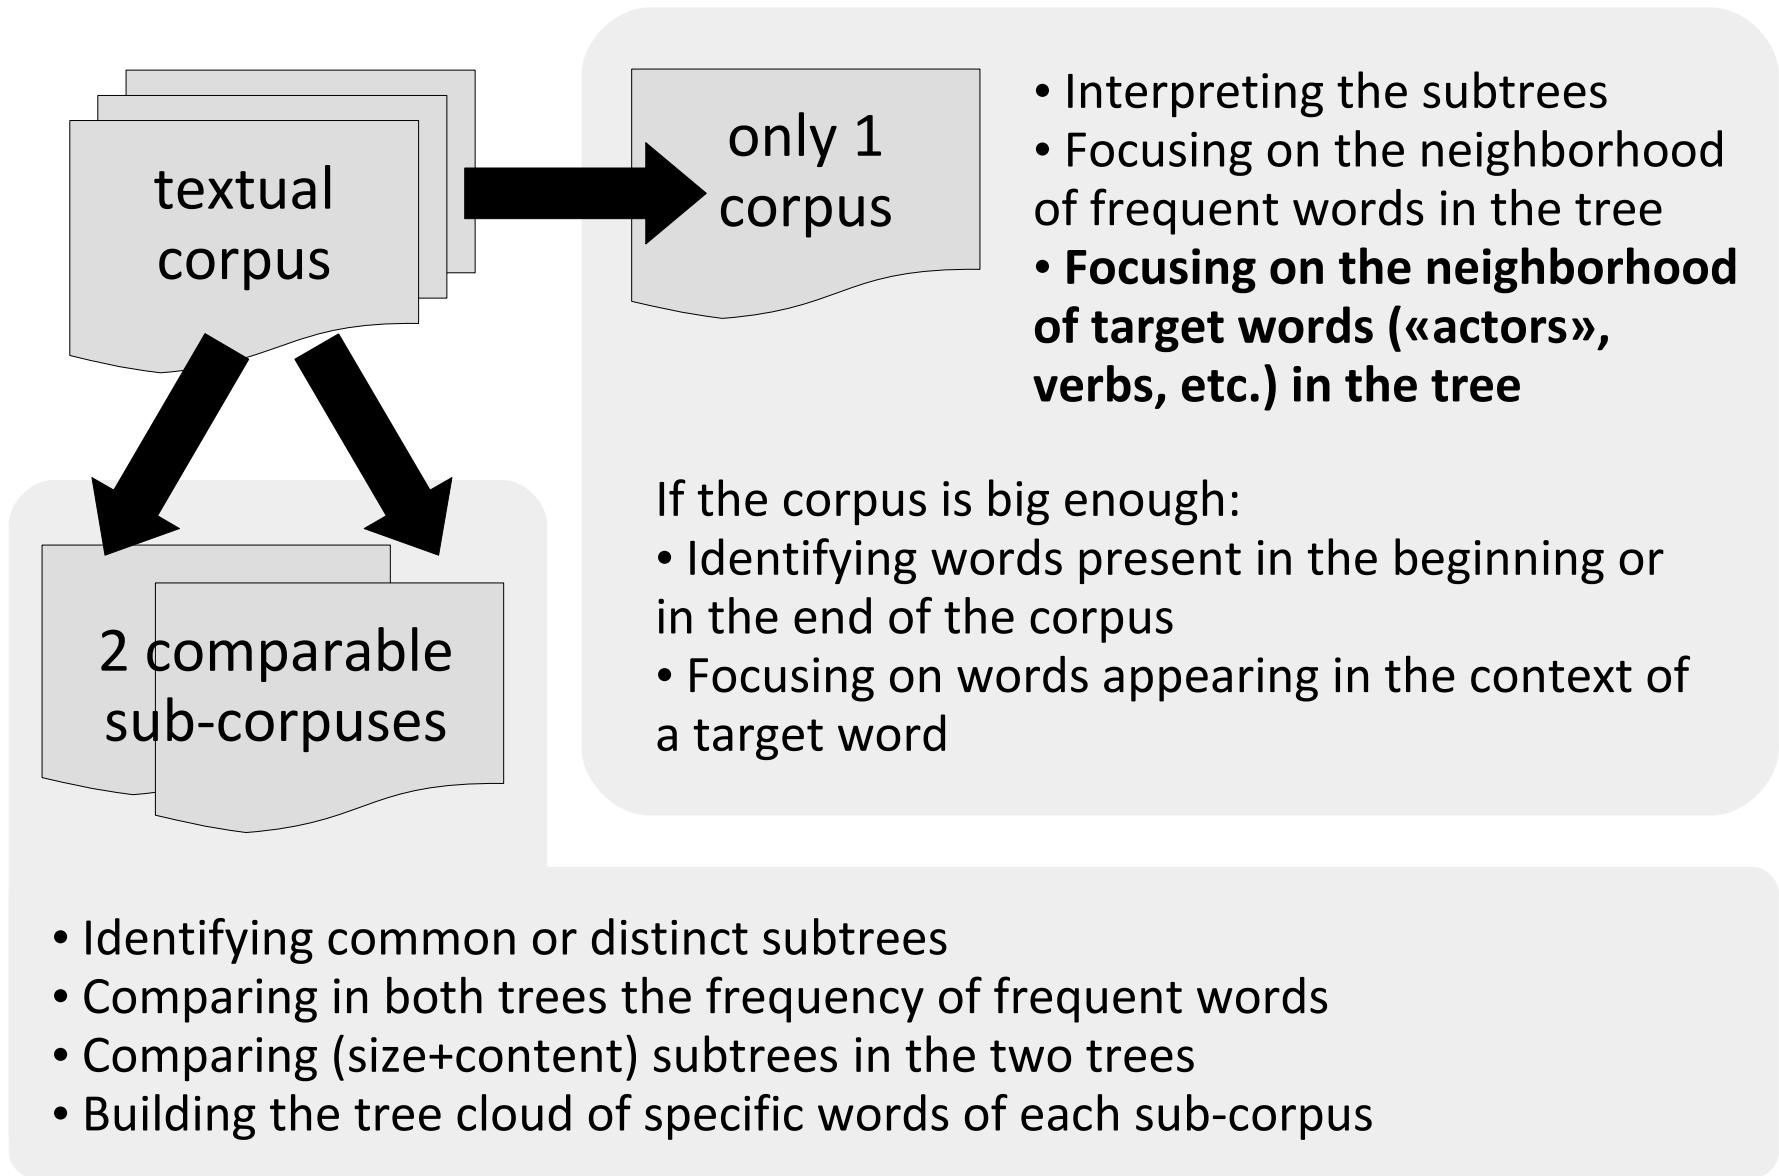 textual
corpus
only 1
corpus
• Interpreting the subtrees
• Focusing on the neighborhood
of frequent words in the tree
• Focusing on the neighborhood
of target words («actors»,
verbs, etc.) in the tree
If the corpus is big enough:
• Identifying words present in the beginning or
in the end of the corpus
• Focusing on words appearing in the context of
a target word
2 comparable
sub-corpuses
• Identifying common or distinct subtrees
• Comparing in both trees the frequency of frequent words
• Comparing (size+content) subtrees in the two trees
• Building the tree cloud of specific words of each sub-corpus